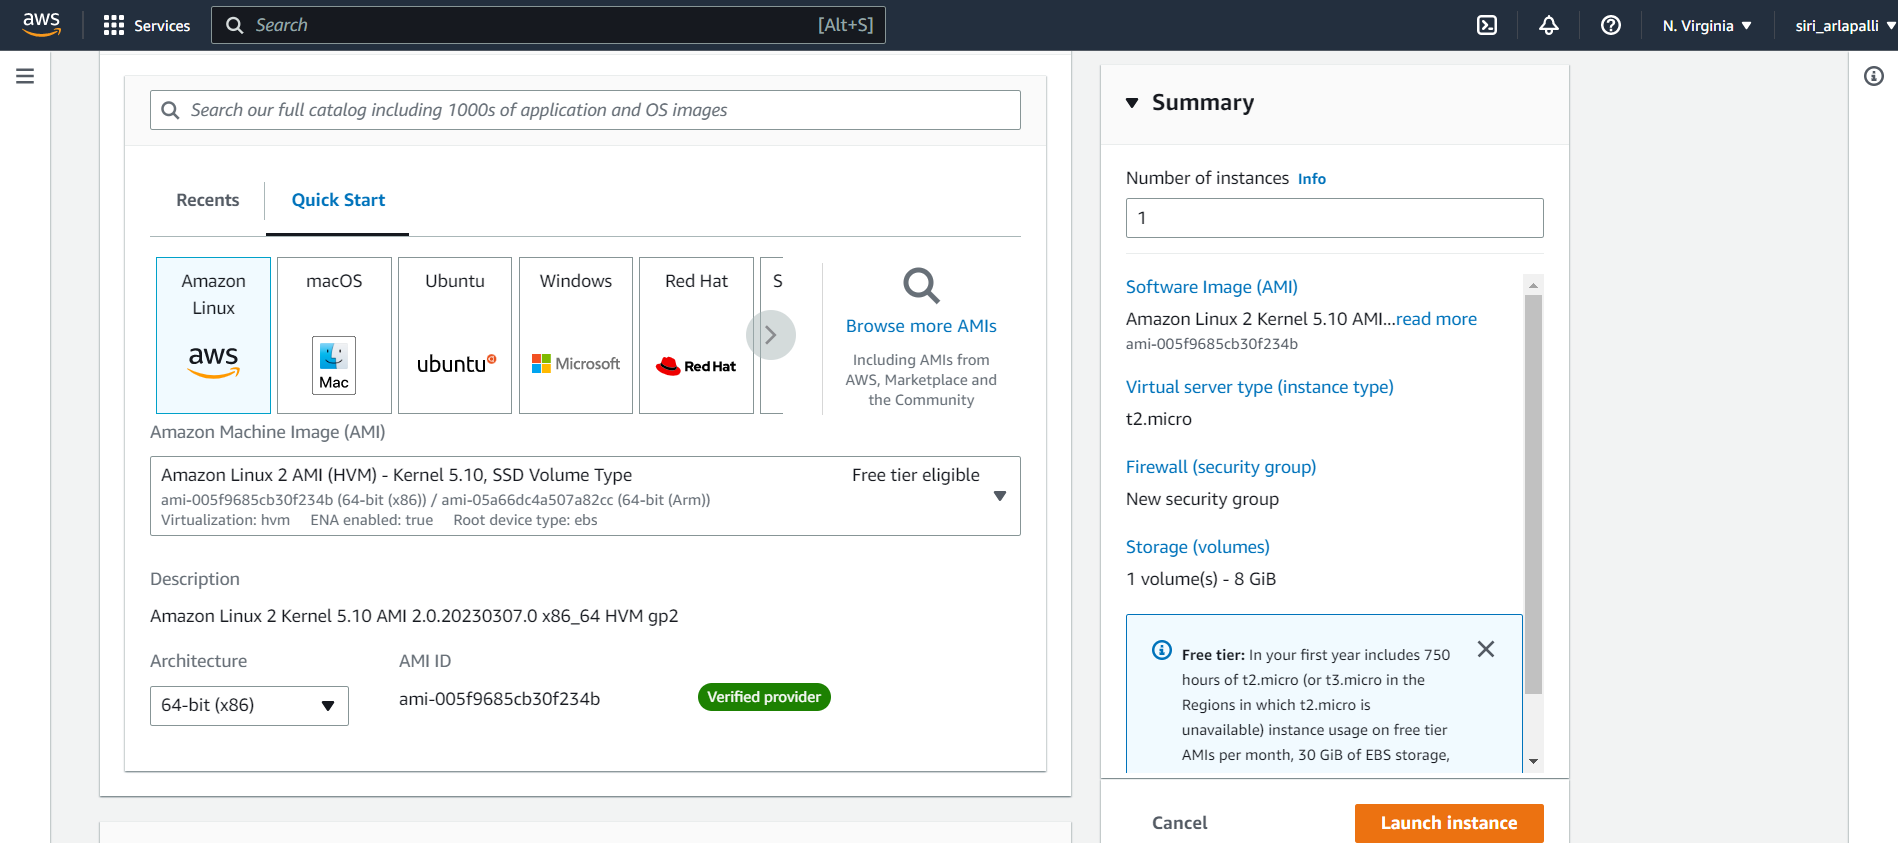 aws
Services
Search
[Alt+S]
N. Virginia
siri_arlapalli
Search our full catalog including 1000s of application and OS images
Recents
Quick Start
Amazon
Linux
aws
macOS
Mac
Ubuntu
ubuntu
Windows
Microsoft
Red Hat
Red Hat
S
Browse more AMIs
Including AMIs from
AWS, Marketplace and
the Community
Amazon Machine Image (AMI)
Amazon Linux 2 AMI (HVM) - Kernel 5.10, SSD Volume Type
Free tier eligible
ami-005f9685cb30f234b (64-bit (x86)) / ami-05a66dc4a507a82cc (64-bit (Arm))
Virtualization: hvm ENA enabled: true Root device type: ebs
Description
Amazon Linux 2 Kernel 5.10 AMI 2.0.20230307.0 x86_64 HVM gp2
Architecture
AMI ID
64-bit (x86)
ami-005f9685cb30f234b
Verified provider
Summary
Number of instances Info
1
Software Image (AMI)
Amazon Linux 2 Kernel 5.10 AMI...read more
ami-005f9685cb30f234b
Virtual server type (instance type)
t2.micro
Firewall (security group)
New security group
Storage (volumes)
1 volume(s) - 8 GiB
Free tier: In your first year includes 750
hours of t2.micro (or t3.micro in the
Regions in which t2.micro is
unavailable) instance usage on free tier
AMIs per month, 30 GiB of EBS storage,
Cancel
Launch instance